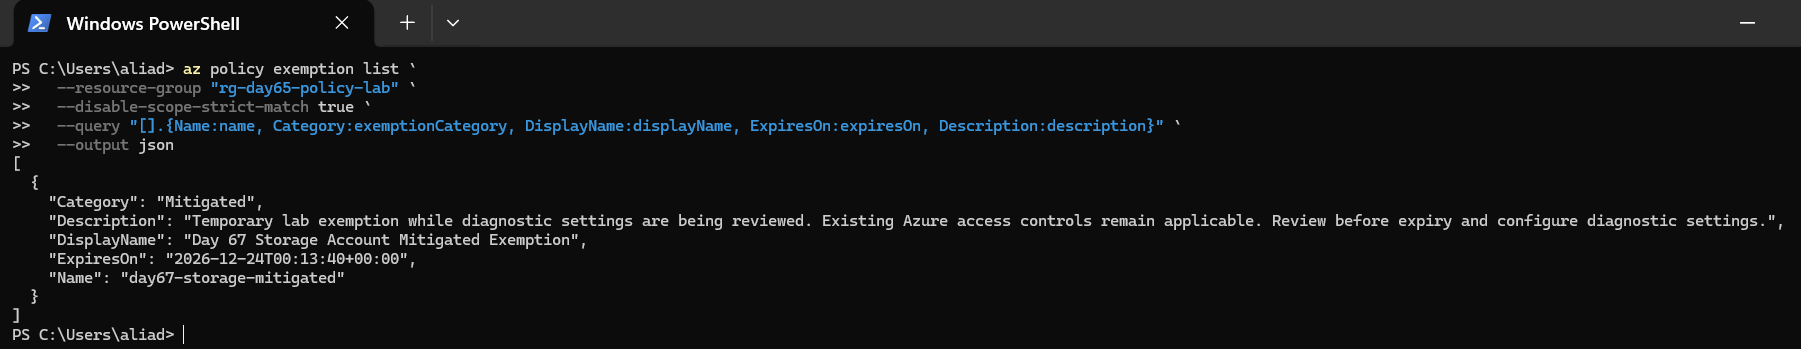 Windows PowerShell
PS C:\Users\aliad> az policy exemption list `
>>   --resource-group "rg-day65-policy-lab" `
>>   --disable-scope-strict-match true `
>>   --query "[].{Name:name, Category:exemptionCategory, DisplayName:displayName, ExpiresOn:expiresOn, Description:description}" `
>>   --output json
[
  {
    "Category": "Mitigated",
    "Description": "Temporary lab exemption while diagnostic settings are being reviewed. Existing Azure access controls remain applicable. Review before expiry and configure diagnostic settings.",
    "DisplayName": "Day 67 Storage Account Mitigated Exemption",
    "ExpiresOn": "2026-12-24T00:13:40+00:00",
    "Name": "day67-storage-mitigated"
  }
]
PS C:\Users\aliad>